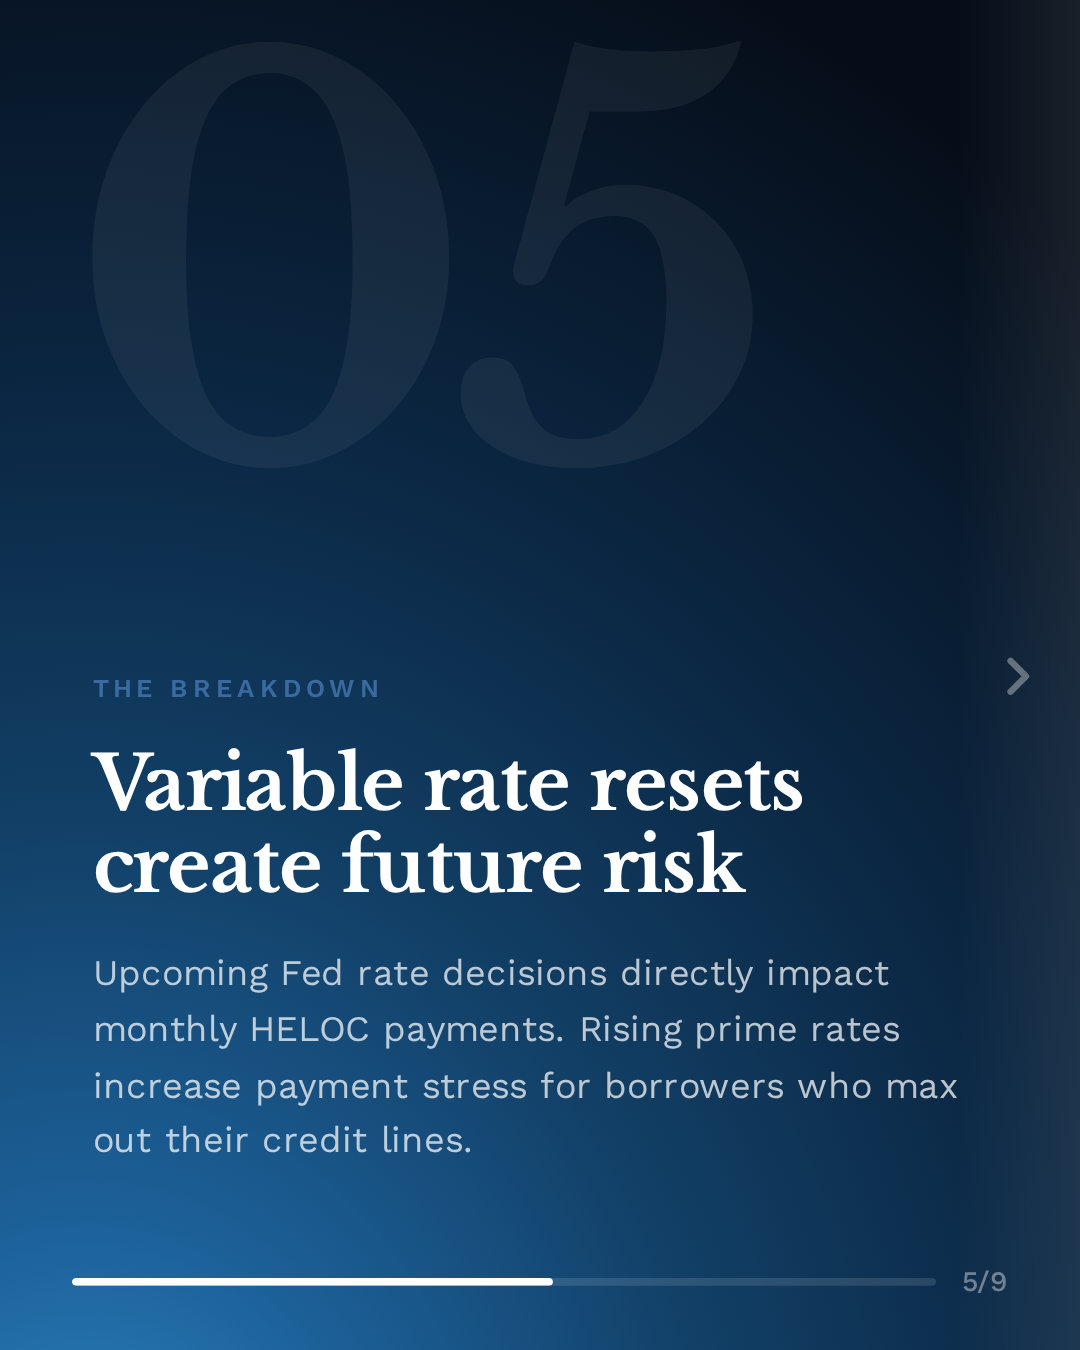 05
THE BREAKDOWN
Variable rate resets
create future risk
Upcoming Fed rate decisions directly impact
monthly HELOC payments. Rising prime rates
increase payment stress for borrowers who max
out their credit lines.
5/9